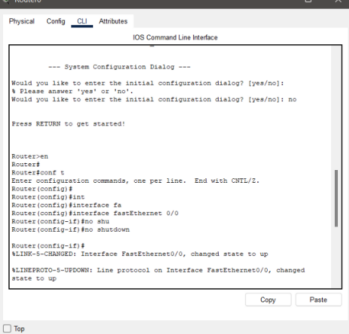 Router0
Physical Config CLI Attributes
IOS Command Line Interface
--- System Configuration Dialog ---
Would you like to enter the initial configuration dialog? [yes/no]:
% Please answer 'yes' or 'no'.
Would you like to enter the initial configuration dialog? [yes/no]: no
Press RETURN to get started!
Router>en
Router#
Router#conf t
Enter configuration commands, one per line. End with CNTL/Z.
Router(config)#
Router(config)#int
Router(config)#interface fa
Router(config)#interface fastEthernet 0/0
Router(config-if)#no shu
Router(config-if)#no shutdown
Router(config-if)#
%LINK-5-CHANGED: Interface FastEthernet0/0, changed state to up
%LINEPROTO-5-UPDOWN: Line protocol on Interface FastEthernet0/0, changed
state to up
Copy Paste
Top